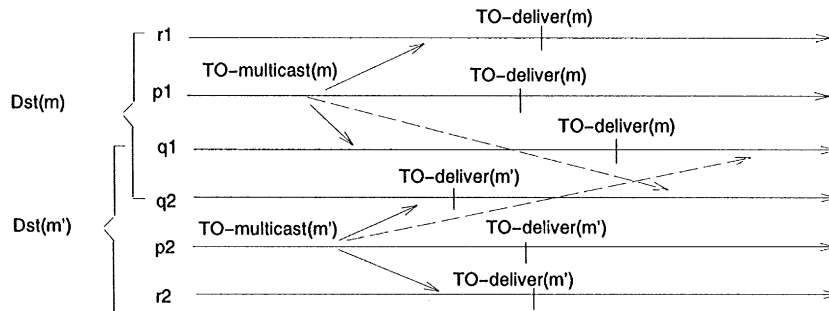 TO-deliver(m)
r1
TO-multicast(m)
TO-deliver(m)
p1
Dst(m)
TO-deliver(m)
q1
TO-deliver(m')
q2
Dst(m')
TO-multicast(m')
TO-deliver(m')
p2
TO-deliver(m')
r2